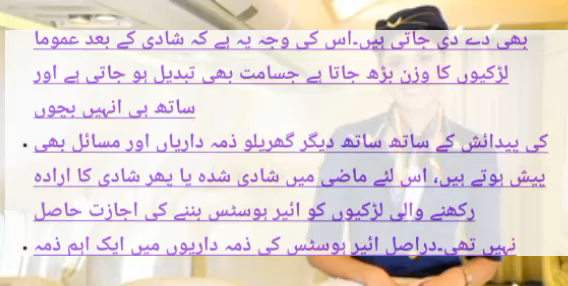 بھی دے دی جاتی ہیں۔اس کی وجہ یہ ہے کہ شادی کے بعد عموما
لڑکیوں کا وزن بڑھ جاتا ہے جسامت بھی تبدیل ہو جاتی ہے اور
ساتھ ہی انہیں بچوں
کی پیدائش کے ساتھ ساتھ دیگر گھریلو ذمہ داریاں اور مسائل بھی
پیش ہوتے ہیں، اس لئے ماضی میں شادی شدہ یا پھر شادی کا ارادہ
رکھنے والی لڑکیوں کو ائیر ہوسٹس بننے کی اجازت حاصل
نہیں تھی۔دراصل ائیر ہوسٹس کی ذمہ داریوں میں ایک اہم ذمہ